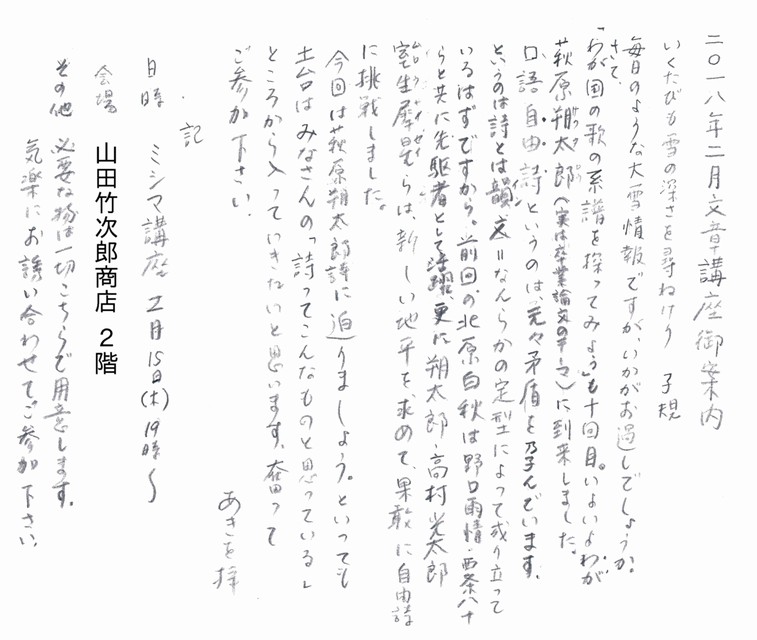 二〇一八年二月文章講座御案内
いくたびも雪の深さを尋ねけり　子規
毎日のような大雪情報ですが、いかがお過しでしょうか。
さて、
「わが国の歌の系譜を探ってみよう」も十回目。いよいよわが
萩原朔太郎（実は卒業論文のテーマ）に到来しました。
口語自由詩というのは、元々矛盾を孕んでいます。
というのは詩とは韻文＝なんらかの定型によって成り立って
いるはずですから。前回の北原白秋は野口雨情・西条八十
らと共に先駆者として活躍、更に朔太郎・高村光太郎
室生犀星らは、新しい地平を求めて、果敢に自由詩
に挑戦しました。
今回は萩原朔太郎詩に迫りましょう。といっても
土台はみなさんの「詩ってこんなものと思っている」
ところから入っていきたいと思います。奮って
ご参加下さい。
あきを拝
記
日時　ミシマ講座　2月15日(木)19時〜
会場　山田竹次郎商店 2階
その他　必要な物は一切こちらで用意します。
気楽にお誘い合わせてご参加下さい。